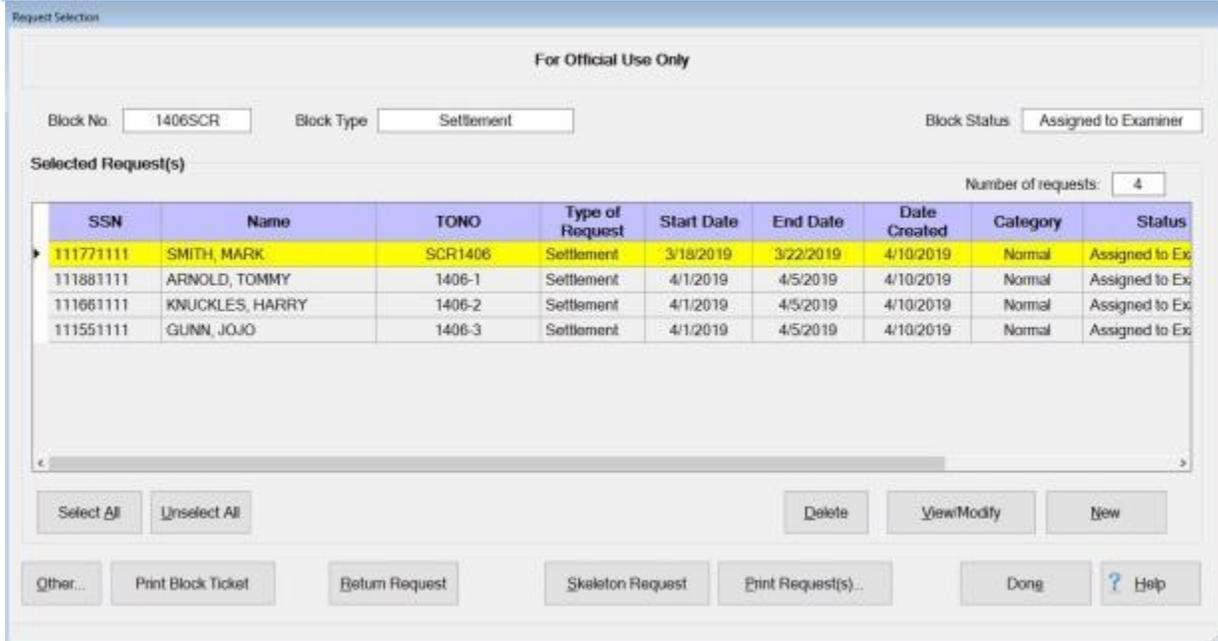 Request Selection
For Official Use Only
Block No. 1406SCR Block Type Settlement Block Status Assigned to Examiner
Selected Request(s)
Number of requests: 4
SSN Name TONO Type of Request Start Date End Date Date Created Category Status
111771111 SMITH, MARK SCR1406 Settlement 3/18/2019 3/22/2019 4/10/2019 Normal Assigned to Ex
111881111 ARNOLD, TOMMY 1406-1 Settlement 4/1/2019 4/5/2019 4/10/2019 Normal Assigned to Ex
111661111 KNUCKLES, HARRY 1406-2 Settlement 4/1/2019 4/5/2019 4/10/2019 Normal Assigned to Ex
111551111 GUNN, JOJO 1406-3 Settlement 4/1/2019 4/5/2019 4/10/2019 Normal Assigned to Ex
Select All Unselect All Delete View/Modify New
Other... Print Block Ticket Return Request Skeleton Request Print Request(s)... Done ? Help